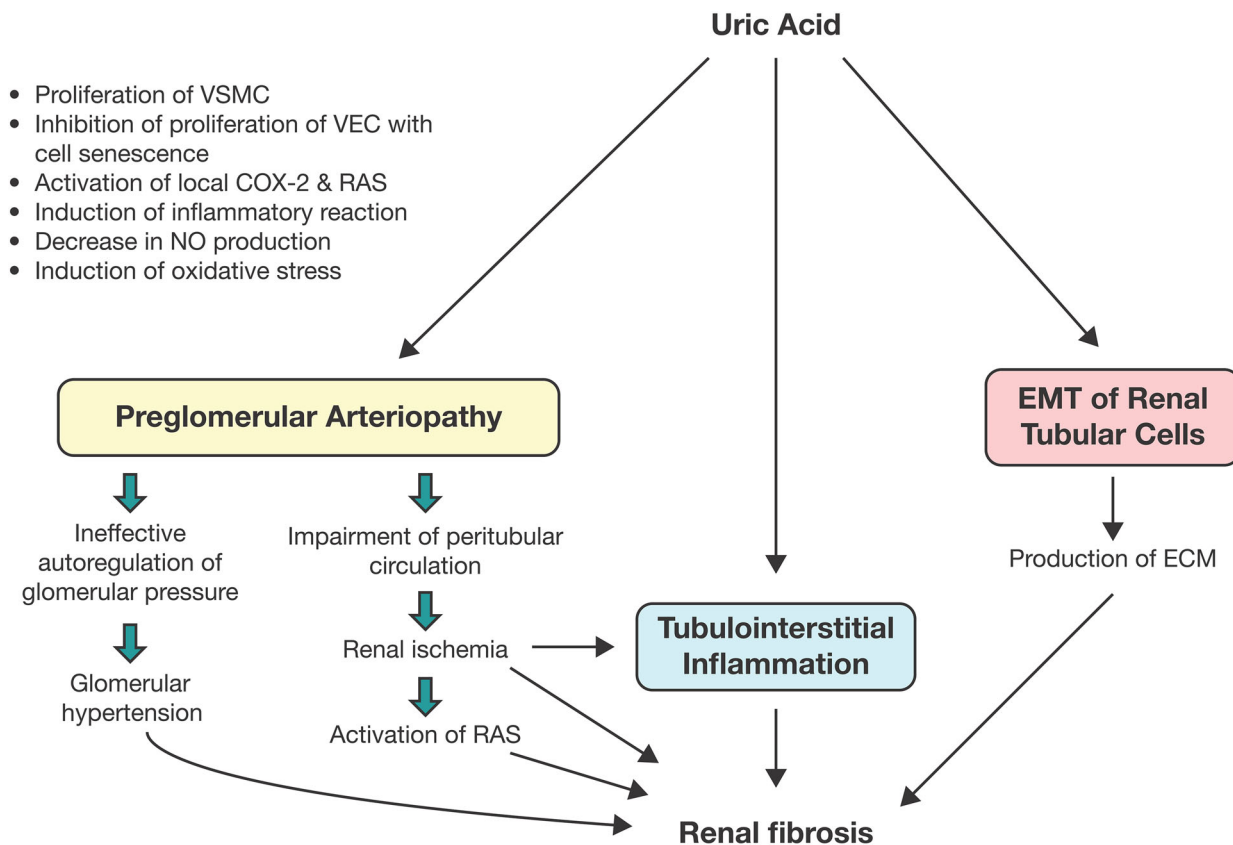 Uric Acid
• Proliferation of VSMC
• Inhibition of proliferation of VEC with
cell senescence
• Activation of local COX-2 & RAS
• Induction of inflammatory reaction
• Decrease in NO production
• Induction of oxidative stress
Preglomerular Arteriopathy
EMT of Renal
Tubular Cells
Ineffective
autoregulation of
glomerular pressure
Impairment of peritubular
circulation
Production of ECM
Tubulointerstitial
Inflammation
Renal ischemia
Glomerular
hypertension
Activation of RAS
Renal fibrosis